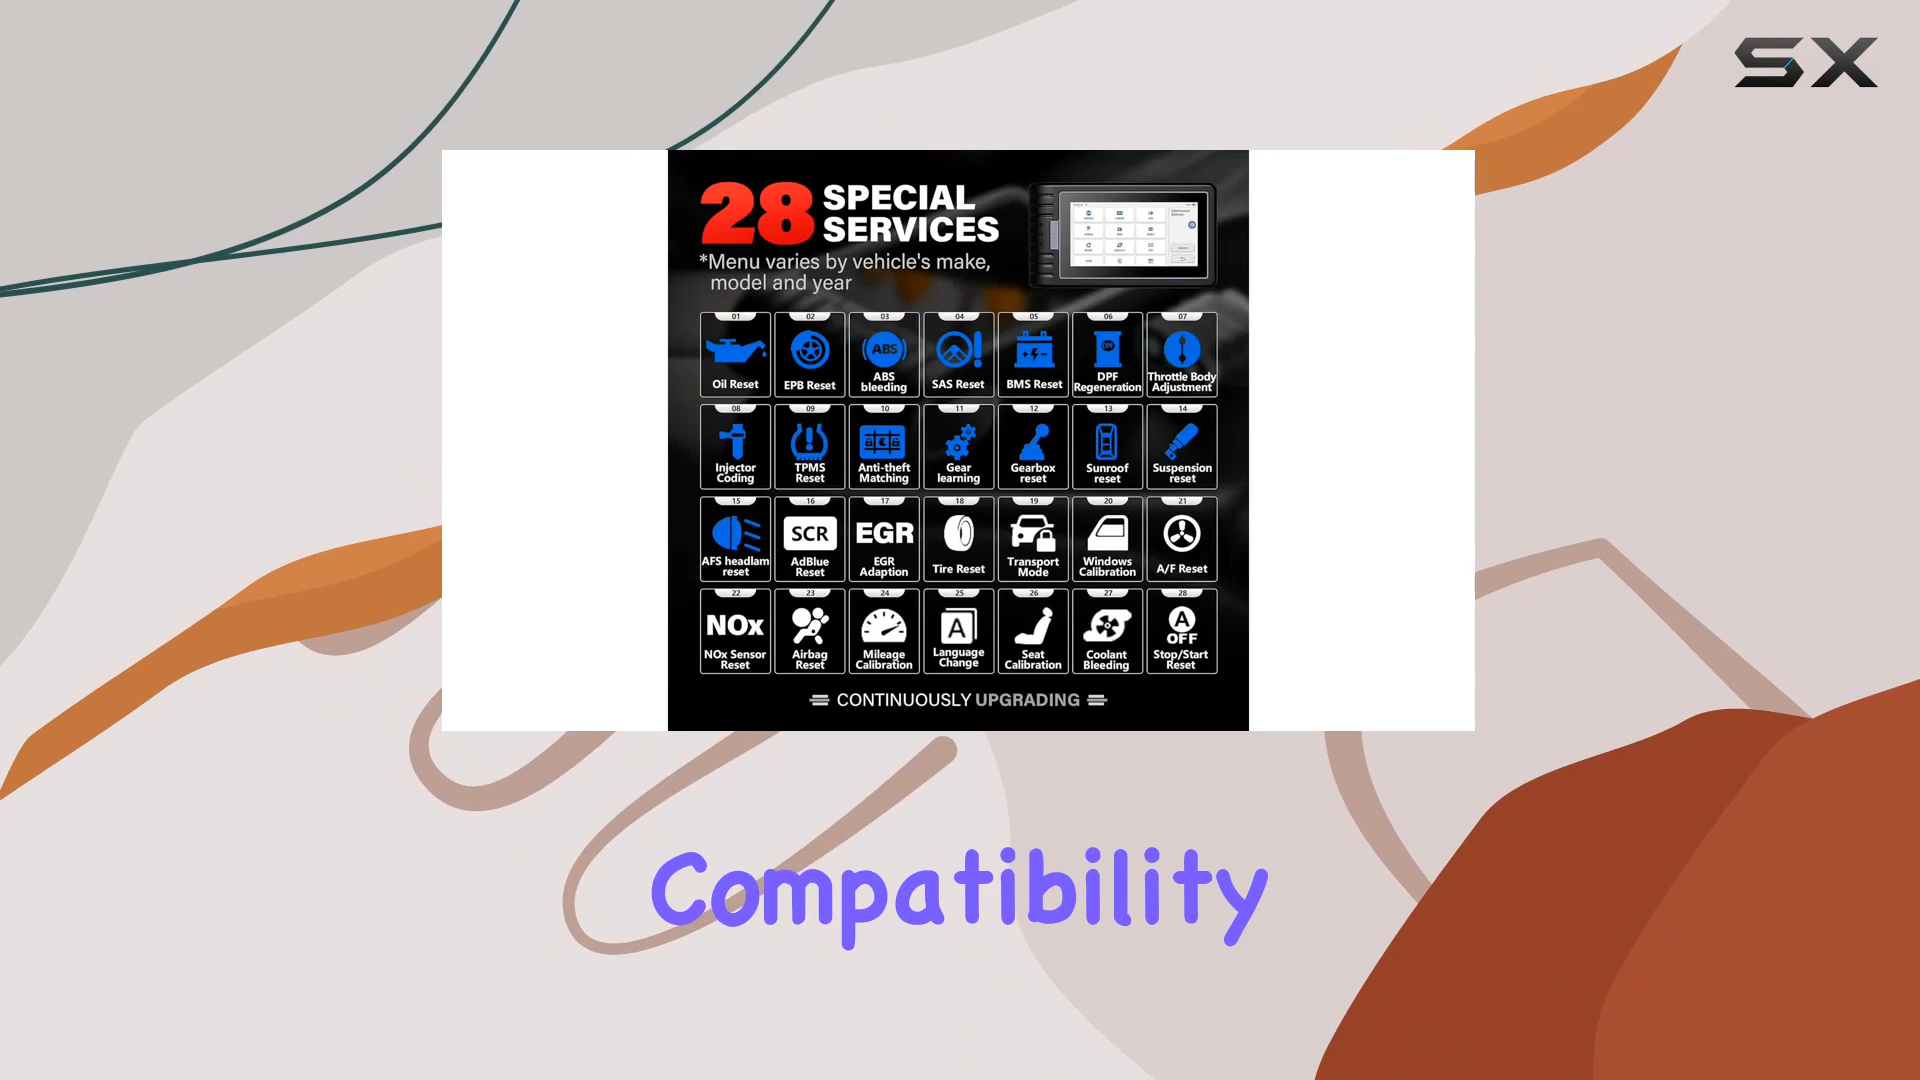 SX
28 SPECIAL
SERVICES
*Menu varies by vehicle's make,
model and year
01 02 03 04 05 06 07
Oil Reset
EPB Reset
ABS
ABS
bleeding
SAS Reset
BMS Reset
DPF
DPF
Regeneration
Throttle Body
Adjustment
08 09 10 11 12 13 14
Injector
Coding
TPMS
Reset
Anti-theft
Matching
Gear
learning
Gearbox
reset
Sunroof
reset
Suspension
reset
15 16 17 18 19 20 21
AFS headlam
reset
SCR
AdBlue
Reset
EGR
EGR
Adaption
Tire Reset
Transport
Mode
Windows
Calibration
A/F Reset
22 23 24 25 26 27 28
NOx
NOx Sensor
Reset
Airbag
Reset
Mileage
Calibration
A
Language
Change
Seat
Calibration
Coolant
Bleeding
A
OFF
Stop/Start
Reset
CONTINUOUSLY UPGRADING
Compatibility